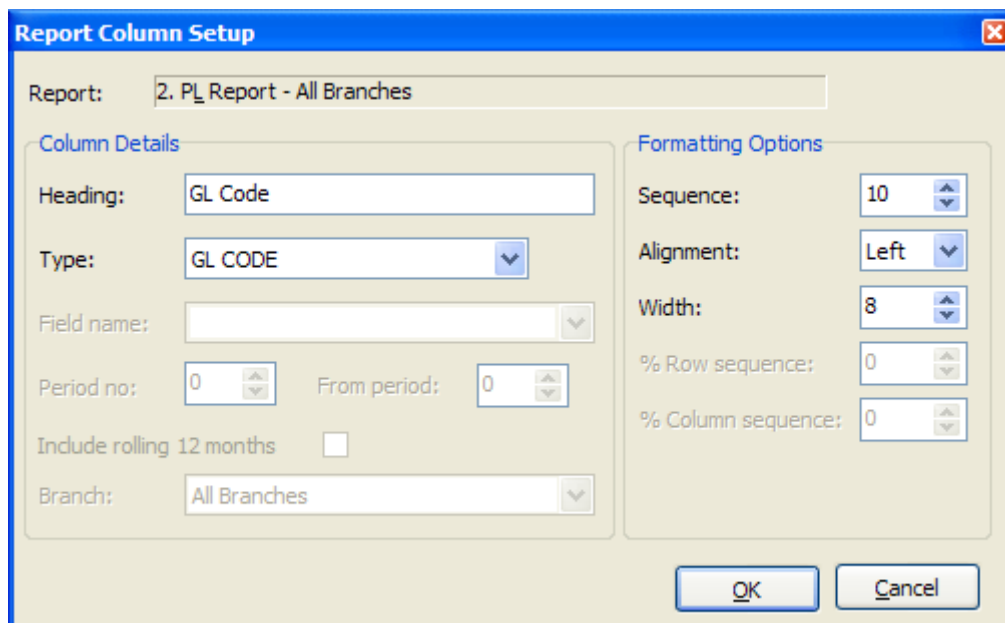 Report Column Setup
Report: 2. PL Report - All Branches
Column Details
Heading: GL Code
Type: GL CODE
Field name:
Period no: 0 From period: 0
Include rolling 12 months
Branch: All Branches
Formatting Options
Sequence: 10
Alignment: Left
Width: 8
% Row sequence: 0
% Column sequence: 0
OK Cancel